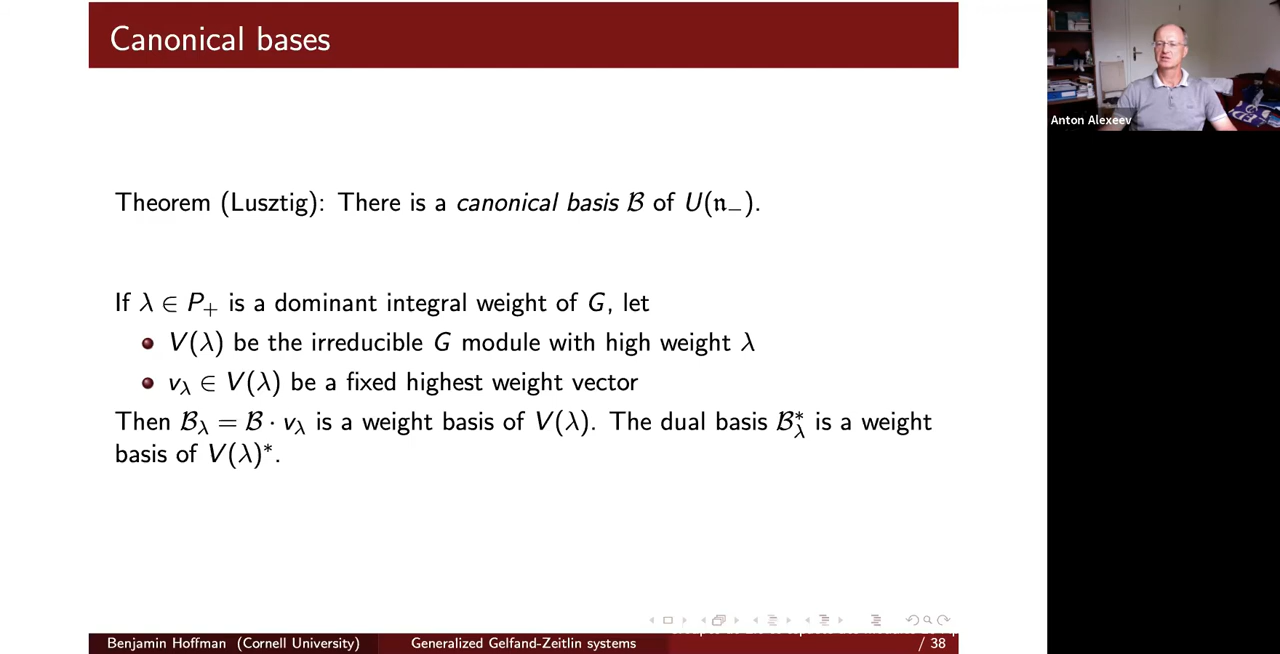 Canonical bases
Anton Alexeev
Theorem (Lusztig): There is a canonical basis ℬ of U(𝔫₋).
If λ ∈ P₊ is a dominant integral weight of G, let
V(λ) be the irreducible G module with high weight λ
v_λ ∈ V(λ) be a fixed highest weight vector
Then ℬ_λ = ℬ · v_λ is a weight basis of V(λ). The dual basis ℬ*_λ is a weight
basis of V(λ)*.
Benjamin Hoffman (Cornell University) Generalized Gelfand-Zeitlin systems / 38